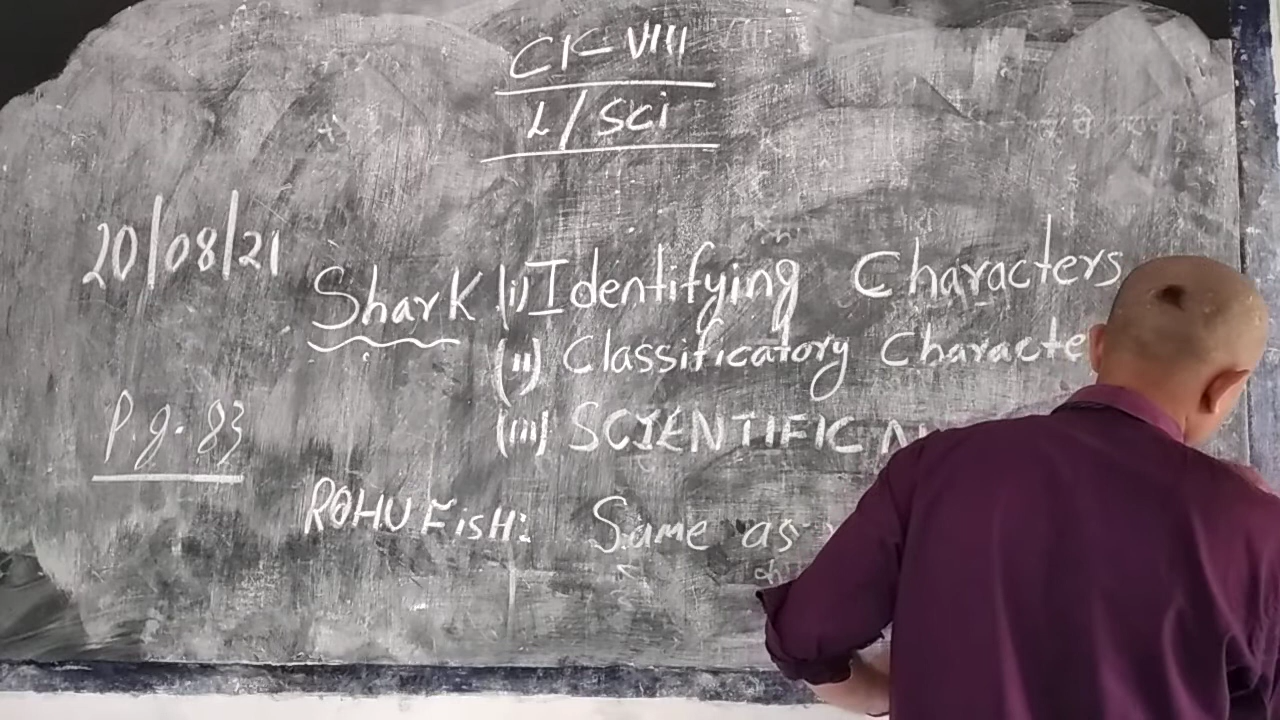 Cl-VIII
L/Sci
20/08/21
Shark (i) Identifying Characters
(ii) Classificatory Characte
(iii) SCIENTIFIC
P.g. 83
ROHU FisH: Same as